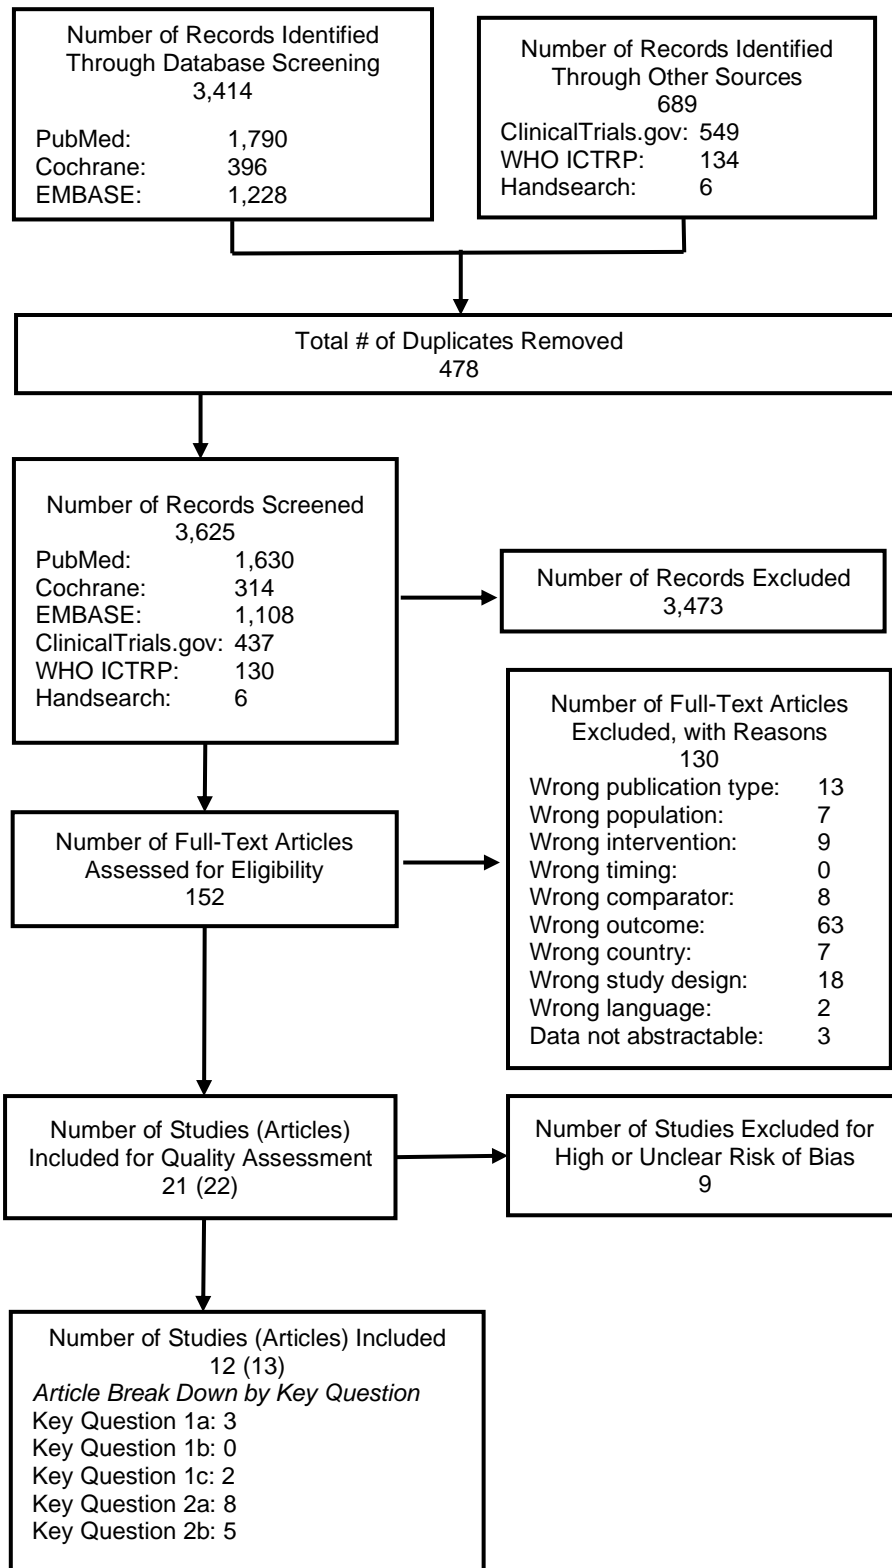 Number of Records Identified
Through Database Screening
3,414
PubMed: 1,790
Cochrane: 396
EMBASE: 1,228
Number of Records Identified
Through Other Sources
689
ClinicalTrials.gov: 549
WHO ICTRP: 134
Handsearch: 6
Total # of Duplicates Removed
478
Number of Records Screened
3,625
PubMed: 1,630
Cochrane: 314
EMBASE: 1,108
ClinicalTrials.gov: 437
WHO ICTRP: 130
Handsearch: 6
Number of Records Excluded
3,473
Number of Full-Text Articles
Assessed for Eligibility
152
Number of Full-Text Articles
Excluded, with Reasons
130
Wrong publication type: 13
Wrong population: 7
Wrong intervention: 9
Wrong timing: 0
Wrong comparator: 8
Wrong outcome: 63
Wrong country: 7
Wrong study design: 18
Wrong language: 2
Data not abstractable: 3
Number of Studies (Articles)
Included for Quality Assessment
21 (22)
Number of Studies Excluded for
High or Unclear Risk of Bias
9
Number of Studies (Articles) Included
12 (13)
Article Break Down by Key Question
Key Question 1a: 3
Key Question 1b: 0
Key Question 1c: 2
Key Question 2a: 8
Key Question 2b: 5